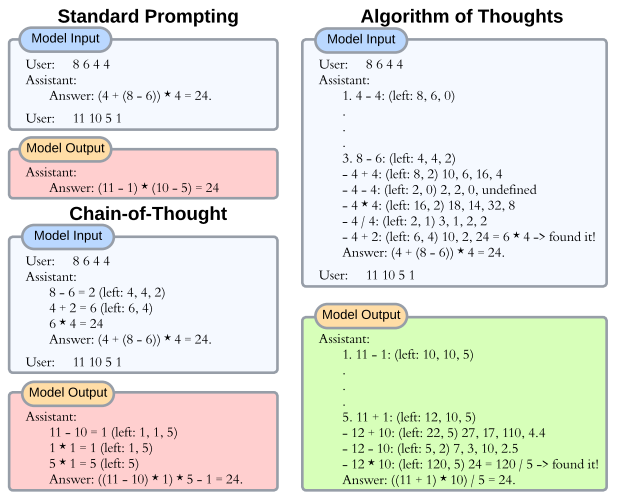 Standard Prompting
Model Input
User: 8 6 4 4
Assistant:
Answer: (4 + (8 – 6)) ★ 4 = 24.
User: 11 10 5 1
Model Output
Assistant:
Answer: (11 – 1) ★ (10 – 5) = 24
Chain-of-Thought
Model Input
User: 8 6 4 4
Assistant:
8 – 6 = 2 (left: 4, 4, 2)
4 + 2 = 6 (left: 6, 4)
6 ★ 4 = 24
Answer: (4 + (8 – 6)) ★ 4 = 24.
User: 11 10 5 1
Model Output
Assistant:
11 – 10 = 1 (left: 1, 1, 5)
1 ★ 1 = 1 (left: 1, 5)
5 ★ 1 = 5 (left: 5)
Answer: ((11 – 10) ★ 1) ★ 5 – 1 = 24.
Algorithm of Thoughts
Model Input
User: 8 6 4 4
Assistant:
1. 4 – 4: (left: 8, 6, 0)
.
.
.
3. 8 – 6: (left: 4, 4, 2)
– 4 + 4: (left: 8, 2) 10, 6, 16, 4
– 4 – 4: (left: 2, 0) 2, 2, 0, undefined
– 4 ★ 4: (left: 16, 2) 18, 14, 32, 8
– 4 / 4: (left: 2, 1) 3, 1, 2, 2
– 4 + 2: (left: 6, 4) 10, 2, 24 = 6 ★ 4 -> found it!
Answer: (4 + (8 – 6)) ★ 4 = 24.
User: 11 10 5 1
Model Output
Assistant:
1. 11 – 1: (left: 10, 10, 5)
.
.
.
5. 11 + 1: (left: 12, 10, 5)
– 12 + 10: (left: 22, 5) 27, 17, 110, 4.4
– 12 – 10: (left: 5, 2) 7, 3, 10, 2.5
– 12 ★ 10: (left: 120, 5) 24 = 120 / 5 -> found it!
Answer: ((11 + 1) ★ 10) / 5 = 24.